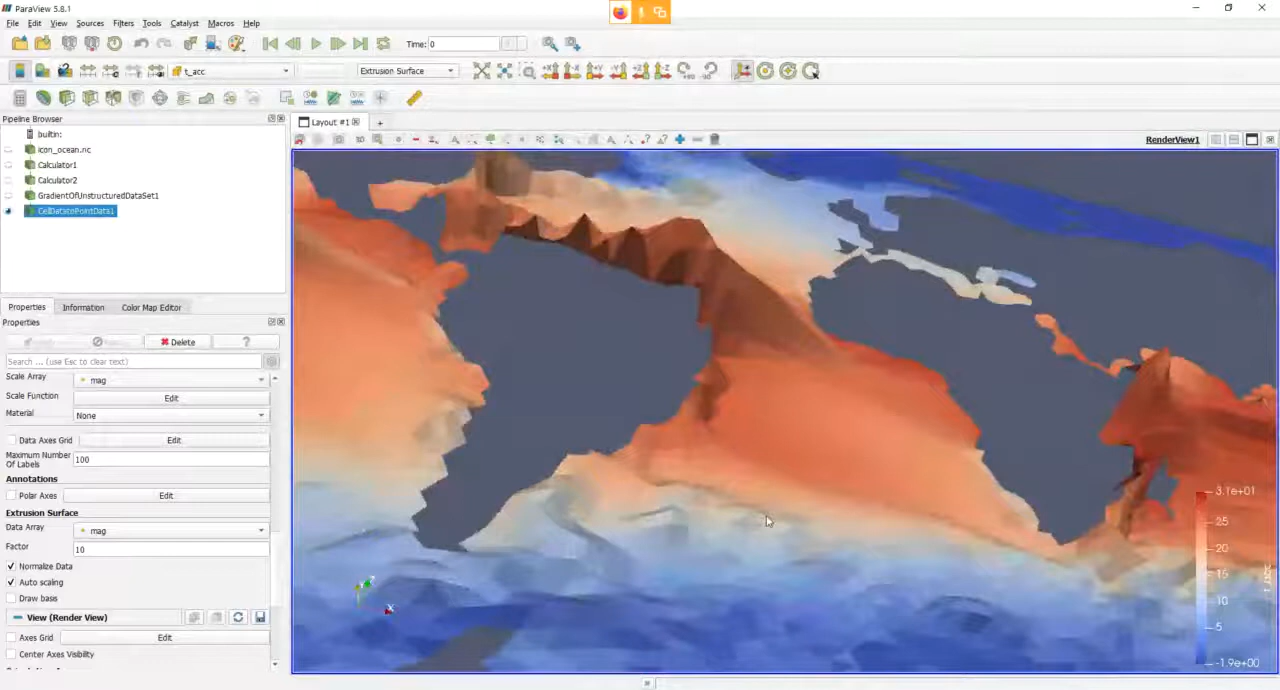 ParaView 5.8.1
File Edit View Sources Filters Tools Catalyst Macros Help
Time: 0
t_acc
Extrusion Surface
Pipeline Browser
Layout #1
RenderView1
builtin:
icon_ocean.nc
Calculator1
Calculator2
GradientOfUnstructuredDataSet1
CellDatatoPointData1
Properties Information Color Map Editor
Properties
Delete ?
Search ... (use Esc to clear text)
Scale Array mag
Scale Function Edit
Material None
Data Axes Grid Edit
Maximum Number
Of Labels 100
Annotations
Polar Axes Edit
Extrusion Surface
Data Array mag
Factor 10
Normalize Data
Auto scaling
Draw basis
View (Render View)
Axes Grid Edit
Center Axes Visibility
3.1e+01
25
20
15
10
5
-1.9e+00
X